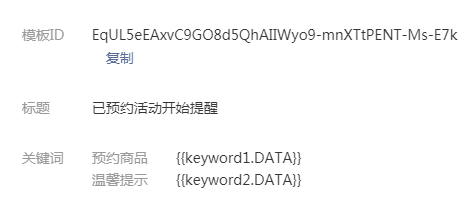 模板ID EqUL5eEAxvC9GO8d5QhAIIWyo9-mnXTtPENT-Ms-E7k
复制
标题 已预约活动开始提醒
关键词 预约商品 {{keyword1.DATA}}
温馨提示 {{keyword2.DATA}}